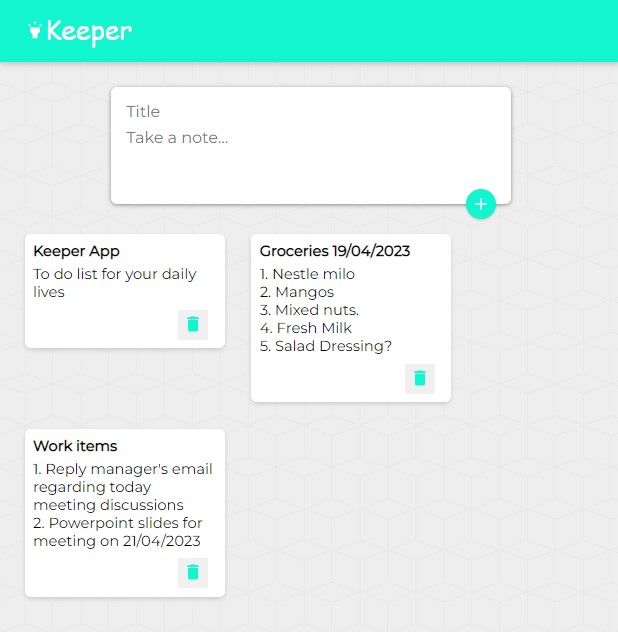 Keeper
Title
Take a note...
Keeper App
To do list for your daily
lives
Groceries 19/04/2023
1. Nestle milo
2. Mangos
3. Mixed nuts.
4. Fresh Milk
5. Salad Dressing?
Work items
1. Reply manager's email
regarding today
meeting discussions
2. Powerpoint slides for
meeting on 21/04/2023